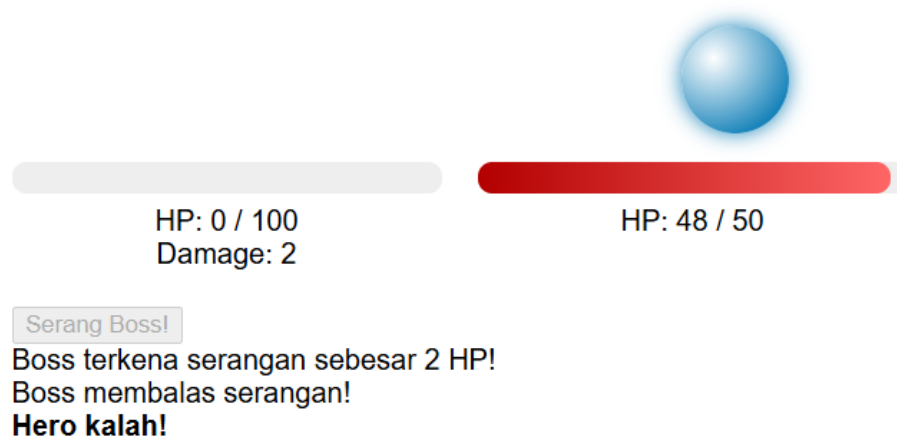 HP: 0 / 100
Damage: 2
HP: 48 / 50
Serang Boss!
Boss terkena serangan sebesar 2 HP!
Boss membalas serangan!
Hero kalah!